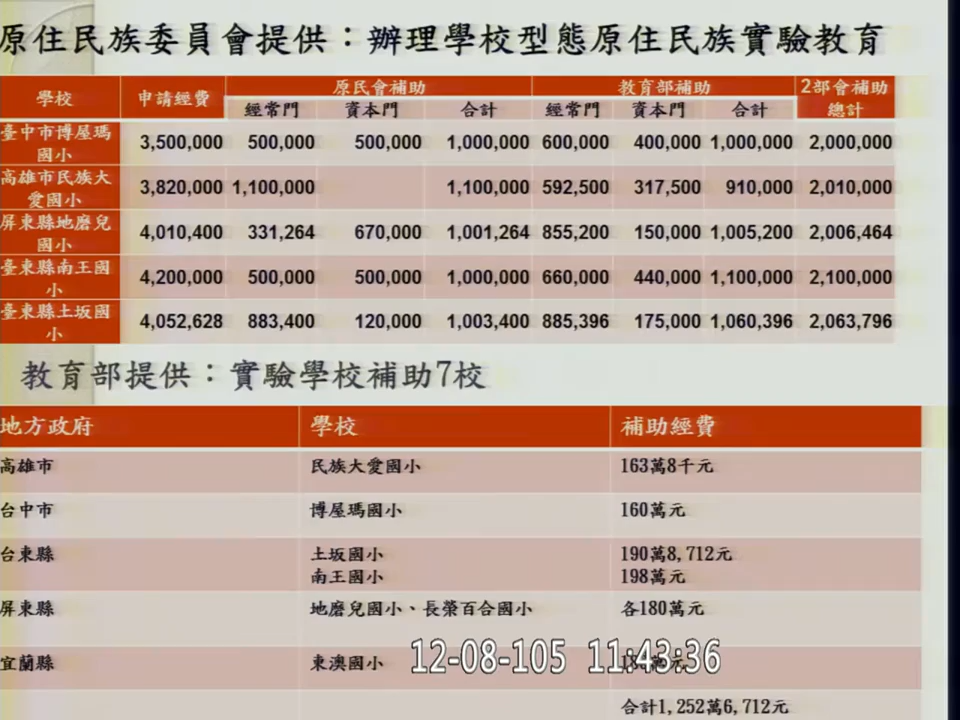 原住民族委員會提供：辦理學校型態原住民族實驗教育
學校 申請經費 原民會補助 教育部補助 2部會補助總計
經常門 資本門 合計 經常門 資本門 合計
臺中市博屋瑪國小 3,500,000 500,000 500,000 1,000,000 600,000 400,000 1,000,000 2,000,000
高雄市民族大愛國小 3,820,000 1,100,000 1,100,000 592,500 317,500 910,000 2,010,000
屏東縣地磨兒國小 4,010,400 331,264 670,000 1,001,264 855,200 150,000 1,005,200 2,006,464
臺東縣南王國小 4,200,000 500,000 500,000 1,000,000 660,000 440,000 1,100,000 2,100,000
臺東縣土坂國小 4,052,628 883,400 120,000 1,003,400 885,396 175,000 1,060,396 2,063,796
教育部提供：實驗學校補助7校
地方政府 學校 補助經費
高雄市 民族大愛國小 163萬8千元
台中市 博屋瑪國小 160萬元
台東縣 土坂國小 190萬8,712元
南王國小 198萬元
屏東縣 地磨兒國小、長榮百合國小 各180萬元
宜蘭縣 東澳國小
12-08-105 11:43:36
合計1,252萬6,712元